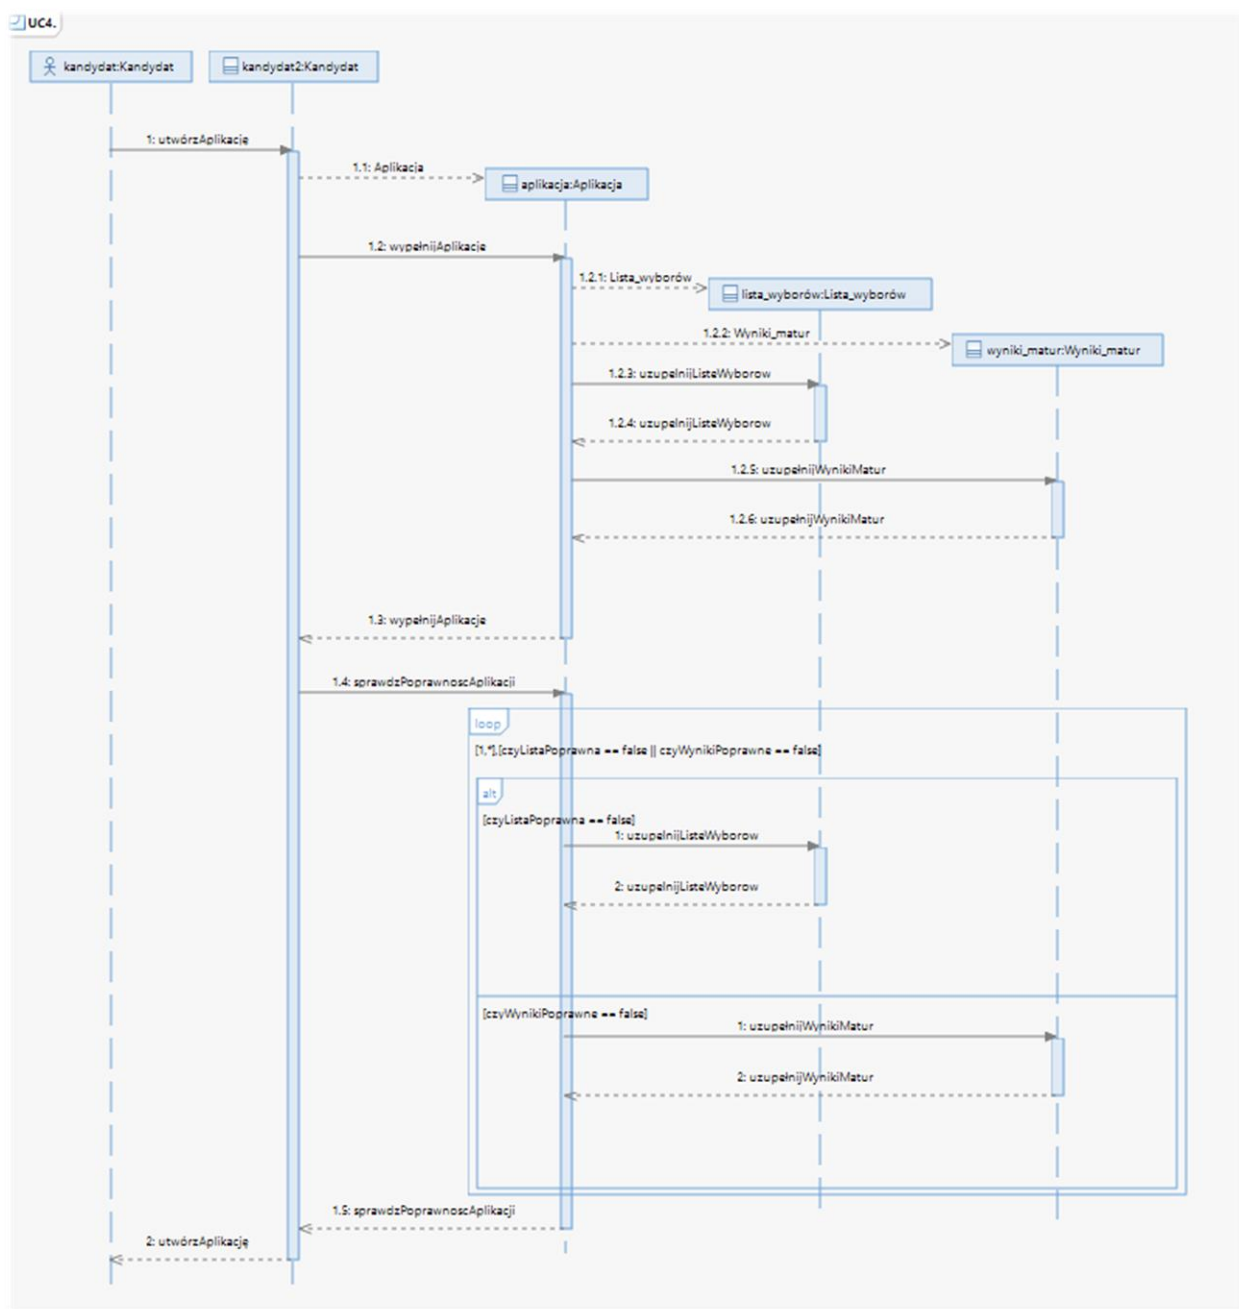 UC4.
kandydat:Kandydat
kandydat2:Kandydat
1: utwórzAplikację
1.1: Aplikacja
aplikacja:Aplikacja
1.2: wypełnijAplikacje
1.2.1: Lista_wyborów
lista_wyborów:Lista_wyborów
1.2.2: Wyniki_matur
wyniki_matur:Wyniki_matur
1.2.3: uzupelnijListeWyborow
1.2.4: uzupelnijListeWyborow
1.2.5: uzupełnijWynikiMatur
1.2.6: uzupełnijWynikiMatur
1.3: wypełnijAplikacje
1.4: sprawdzPoprawnoscAplikacji
loop
[1,*],[czyListaPoprawna == false || czyWynikiPoprawne == false]
alt
[czyListaPoprawna == false]
1: uzupelnijListeWyborow
2: uzupelnijListeWyborow
[czyWynikiPoprawne == false]
1: uzupełnijWynikiMatur
2: uzupełnijWynikiMatur
1.5: sprawdzPoprawnoscAplikacji
2: utwórzAplikację